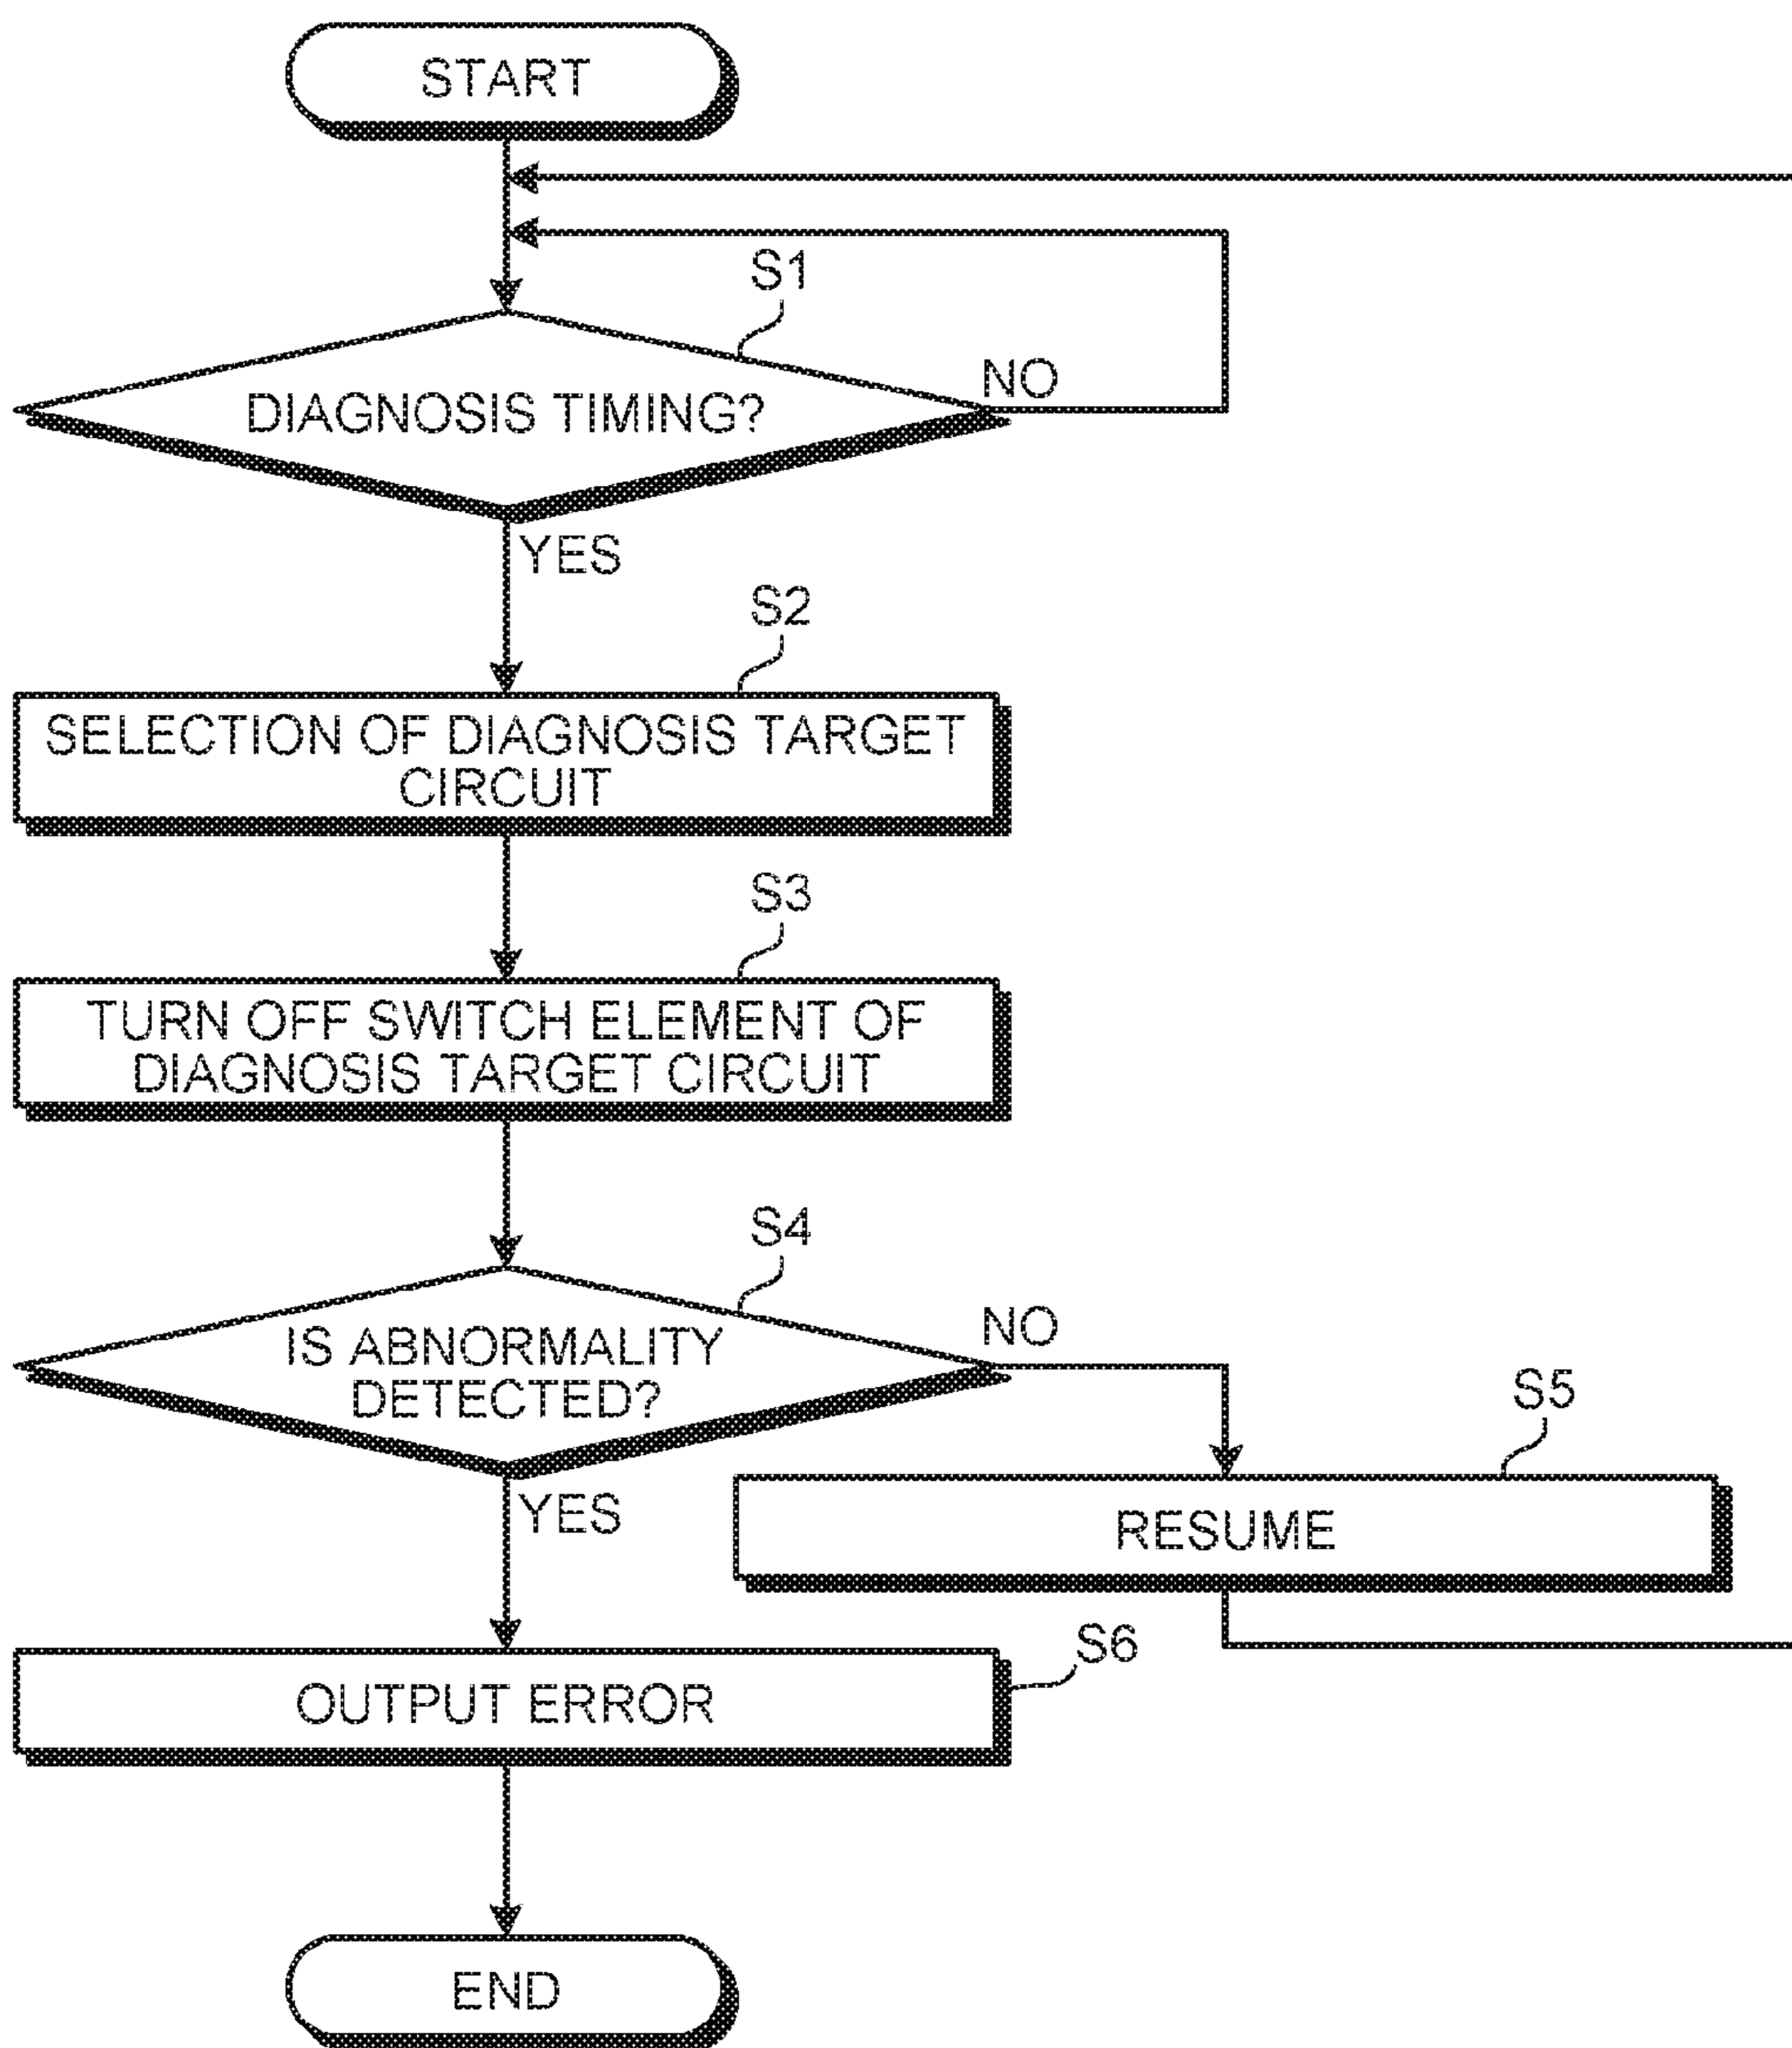 START
S1
DIAGNOSIS TIMING?
NO
YES
S2
SELECTION OF DIAGNOSIS TARGET
CIRCUIT
S3
TURN OFF SWITCH ELEMENT OF
DIAGNOSIS TARGET CIRCUIT
S4
IS ABNORMALITY
DETECTED?
NO
YES
S5
RESUME
S6
OUTPUT ERROR
END